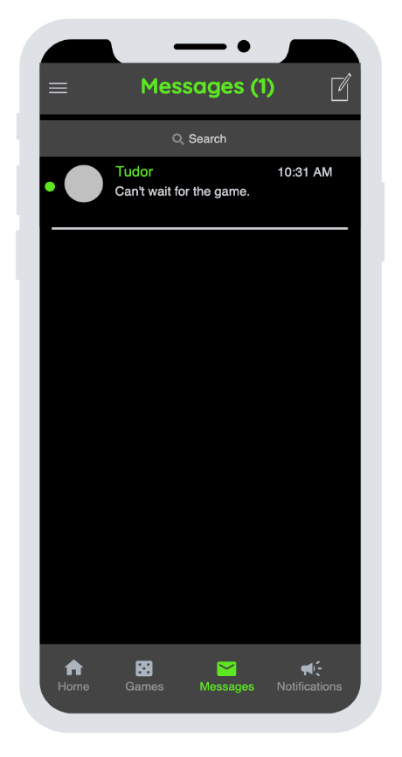 Messages (1)
Search
Tudor 10:31 AM
Can't wait for the game.
Home Games Messages Notifications